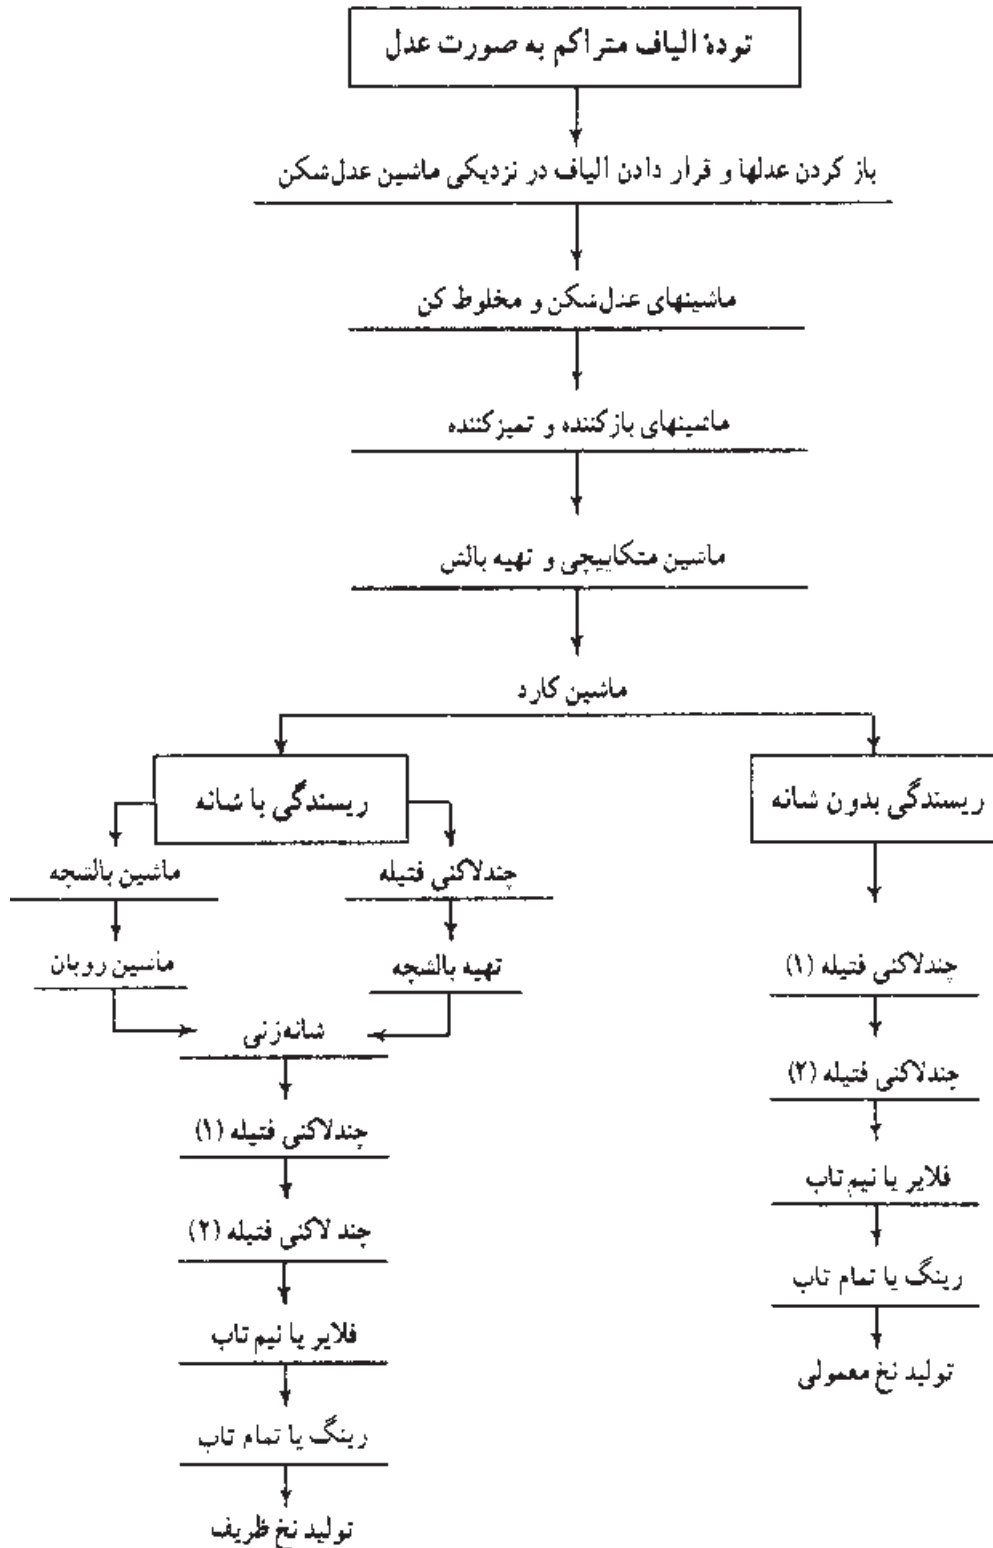 تودهٔ الیاف متراکم به صورت عدل
باز کردن عدلها و قرار دادن الیاف در نزدیکی ماشین عدل‌شکن
ماشینهای عدل‌شکن و مخلوط کن
ماشینهای بازکننده و تمیزکننده
ماشین متکاپیچی و تهیه بالش
ماشین کارد
ریسندگی بدون شانه
ریسندگی با شانه
چندلاکنی فتیله
ماشین بالشچه
تهیه بالشچه
ماشین روبان
شانه‌زنی
چندلاکنی فتیله (۱)
چند لاکنی فتیله (۲)
فلایر یا نیم تاب
رینگ یا تمام تاب
تولید نخ ظریف
چندلاکنی فتیله (۱)
چندلاکنی فتیله (۲)
فلایر یا نیم تاب
رینگ یا تمام تاب
تولید نخ معمولی